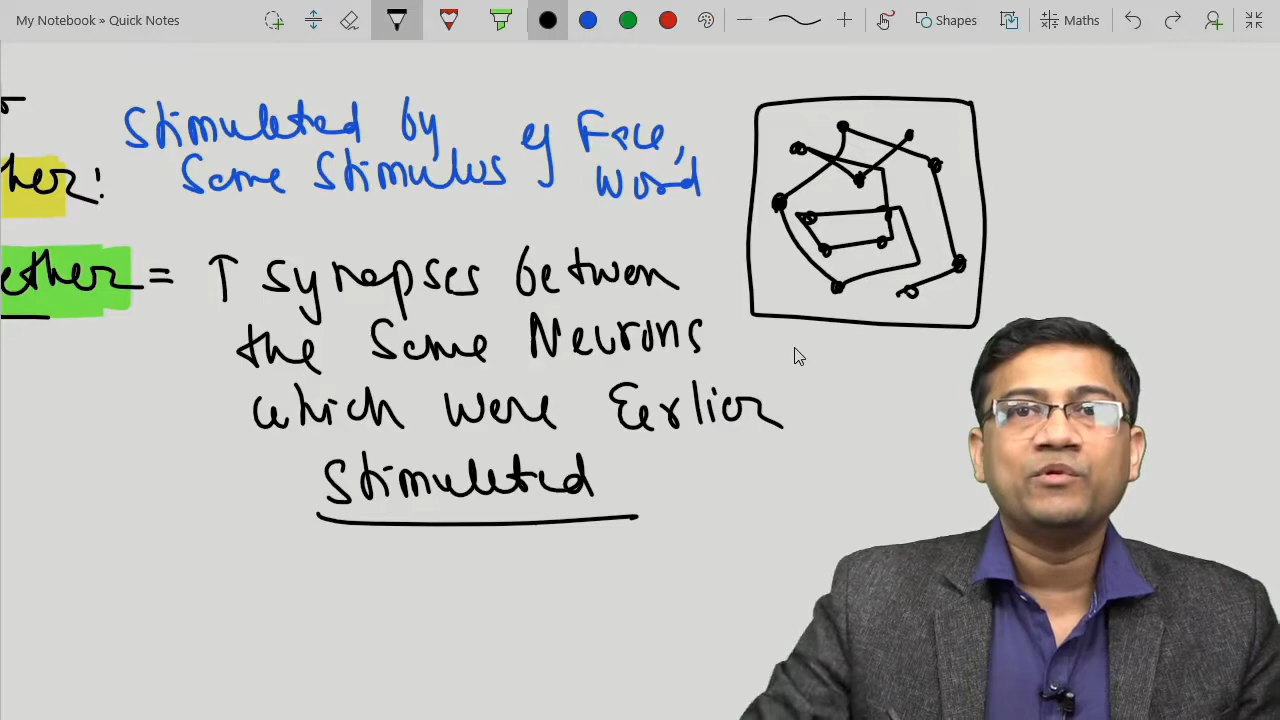 My Notebook » Quick Notes
Shapes
Maths
Stimulated by eg Face,
Same Stimulus Word
ther!
ether = ↑ Synapses between
the Same Neurons
which were Earlier
Stimulated